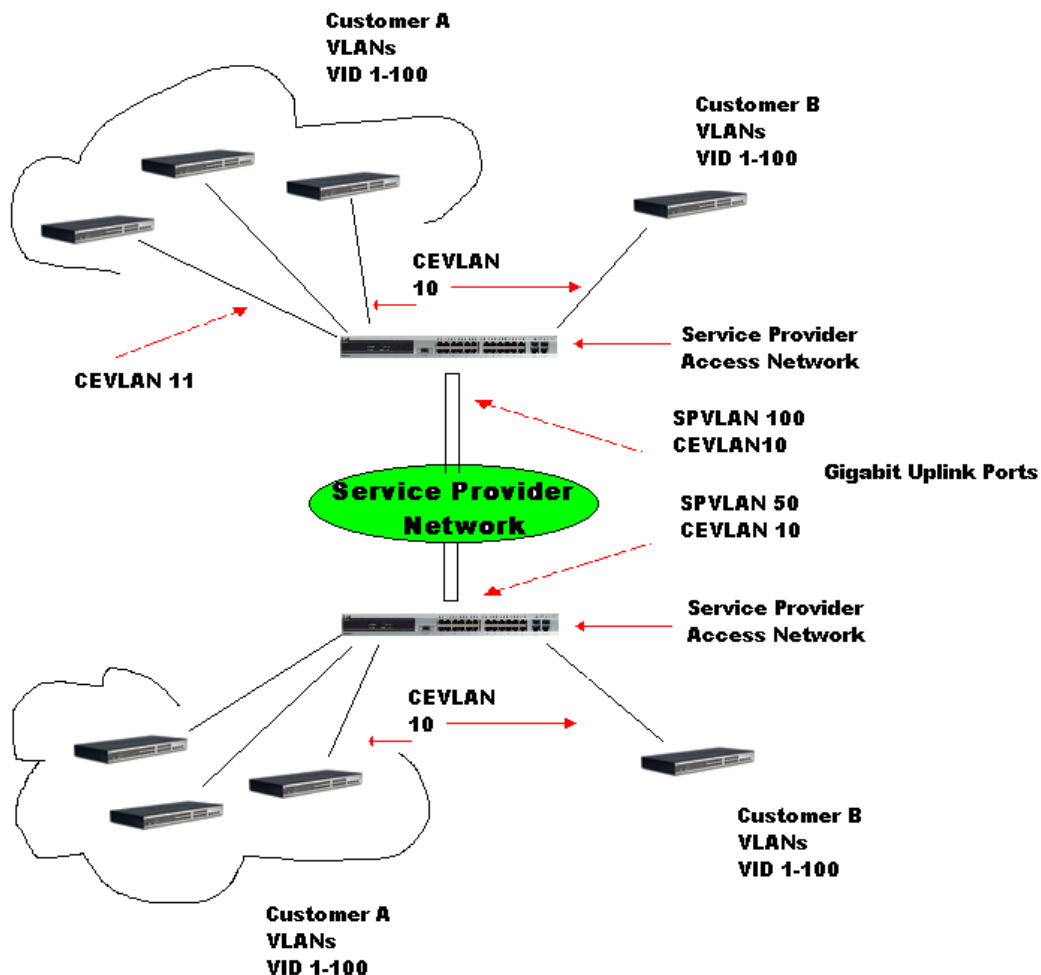 Customer A
VLANs
VID 1-100
Customer B
VLANs
VID 1-100
CEVLAN
10
CEVLAN 11
Service Provider
Access Network
SPVLAN 100
CEVLAN10
Gigabit Uplink Ports
Service Provider
Network
SPVLAN 50
CEVLAN 10
Service Provider
Access Network
CEVLAN
10
Customer B
VLANs
VID 1-100
Customer A
VLANs
VID 1-100